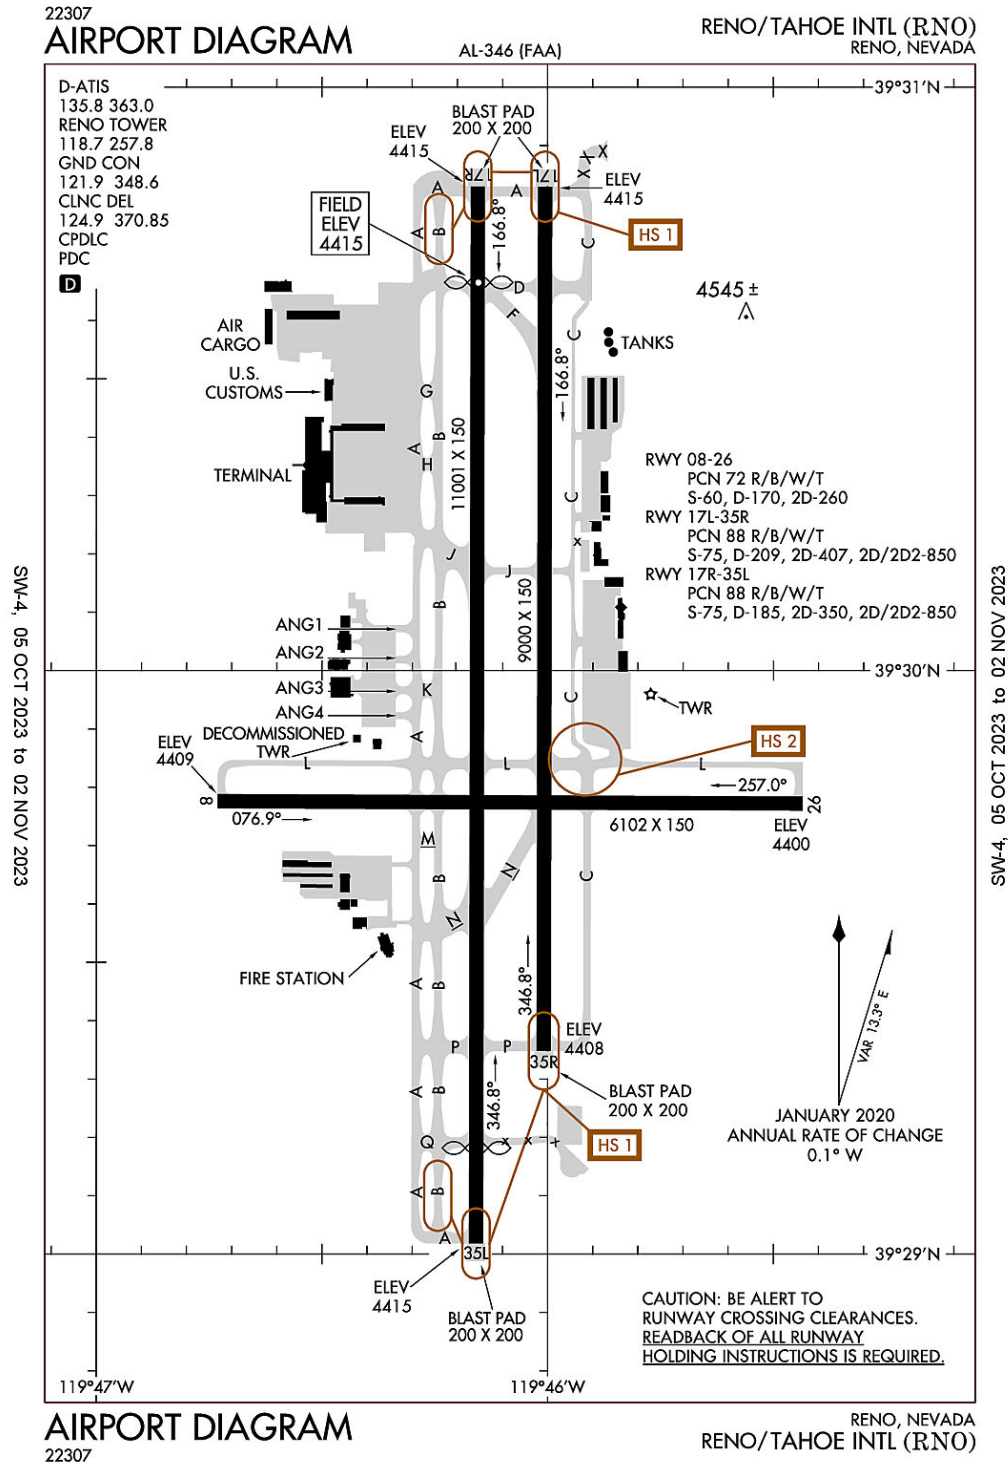 22307
AIRPORT DIAGRAM
AL-346 (FAA)
RENO/TAHOE INTL (RNO)
RENO, NEVADA
D-ATIS
135.8 363.0
RENO TOWER
118.7 257.8
GND CON
121.9 348.6
CLNC DEL
124.9 370.85
CPDLC
PDC
D
39°31'N
BLAST PAD
200 X 200
ELEV
4415
17R
17L
X
X
X
ELEV
4415
A
A
HS 1
FIELD
ELEV
4415
A
B
166.8°
C
D
F
4545 ±
AIR
CARGO
C
TANKS
U.S.
CUSTOMS
166.8°
G
B
A
H
11001 X 150
TERMINAL
RWY 08-26
PCN 72 R/B/W/T
S-60, D-170, 2D-260
RWY 17L-35R
PCN 88 R/B/W/T
S-75, D-209, 2D-407, 2D/2D2-850
RWY 17R-35L
PCN 88 R/B/W/T
S-75, D-185, 2D-350, 2D/2D2-850
C
X
J
J
9000 X 150
B
ANG1
ANG2
ANG3
ANG4
39°30'N
K
C
TWR
A
DECOMMISSIONED
TWR
HS 2
ELEV
4409
L
L
L
257.0°
8
26
076.9°
6102 X 150
ELEV
4400
M
B
N
N
C
FIRE STATION
A
B
346.8°
VAR 13.3° E
P
P
ELEV
4408
35R
A
B
346.8°
BLAST PAD
200 X 200
JANUARY 2020
ANNUAL RATE OF CHANGE
0.1° W
Q
X
X
X
HS 1
A
B
A
35L
39°29'N
ELEV
4415
BLAST PAD
200 X 200
CAUTION: BE ALERT TO
RUNWAY CROSSING CLEARANCES.
READBACK OF ALL RUNWAY
HOLDING INSTRUCTIONS IS REQUIRED.
119°47'W
119°46'W
SW-4, 05 OCT 2023 to 02 NOV 2023
SW-4, 05 OCT 2023 to 02 NOV 2023
AIRPORT DIAGRAM
22307
RENO, NEVADA
RENO/TAHOE INTL (RNO)